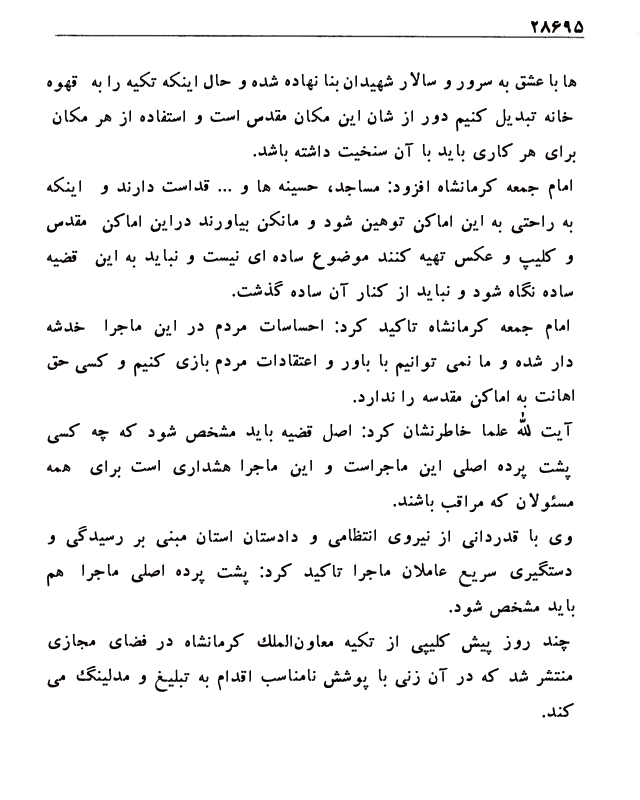 ۲۸۶۹۵
ها با عشق به سرور و سالار شهیدان بنا نهاده شده و حال اینکه تکیه را به قهوه
خانه تبدیل کنیم دور از شان این مکان مقدس است و استفاده از هر مکان
برای هر کاری باید با آن سنخیت داشته باشد.
امام جمعه کرمانشاه افزود: مساجد، حسینه ها و ... قداست دارند و اینکه
به راحتی به این اماکن توهین شود و مانکن بیاورند دراین اماکن مقدس
و کلیپ و عکس تهیه کنند موضوع ساده ای نیست و نباید به این قضیه
ساده نگاه شود و نباید از کنار آن ساده گذشت.
امام جمعه کرمانشاه تاکید کرد: احساسات مردم در این ماجرا خدشه
دار شده و ما نمی توانیم با باور و اعتقادات مردم بازی کنیم و کسی حق
اهانت به اماکن مقدسه را ندارد.
آیت لله علما خاطرنشان کرد: اصل قضیه باید مشخص شود که چه کسی
پشت پرده اصلی این ماجراست و این ماجرا هشداری است برای همه
مسئولان که مراقب باشند.
وی با قدردانی از نیروی انتظامی و دادستان استان مبنی بر رسیدگی و
دستگیری سریع عاملان ماجرا تاکید کرد: پشت پرده اصلی ماجرا هم
باید مشخص شود.
چند روز پیش کلیپی از تکیه معاون‌الملك کرمانشاه در فضای مجازی
منتشر شد که در آن زنی با پوشش نامناسب اقدام به تبلیغ و مدلینگ می
کند.